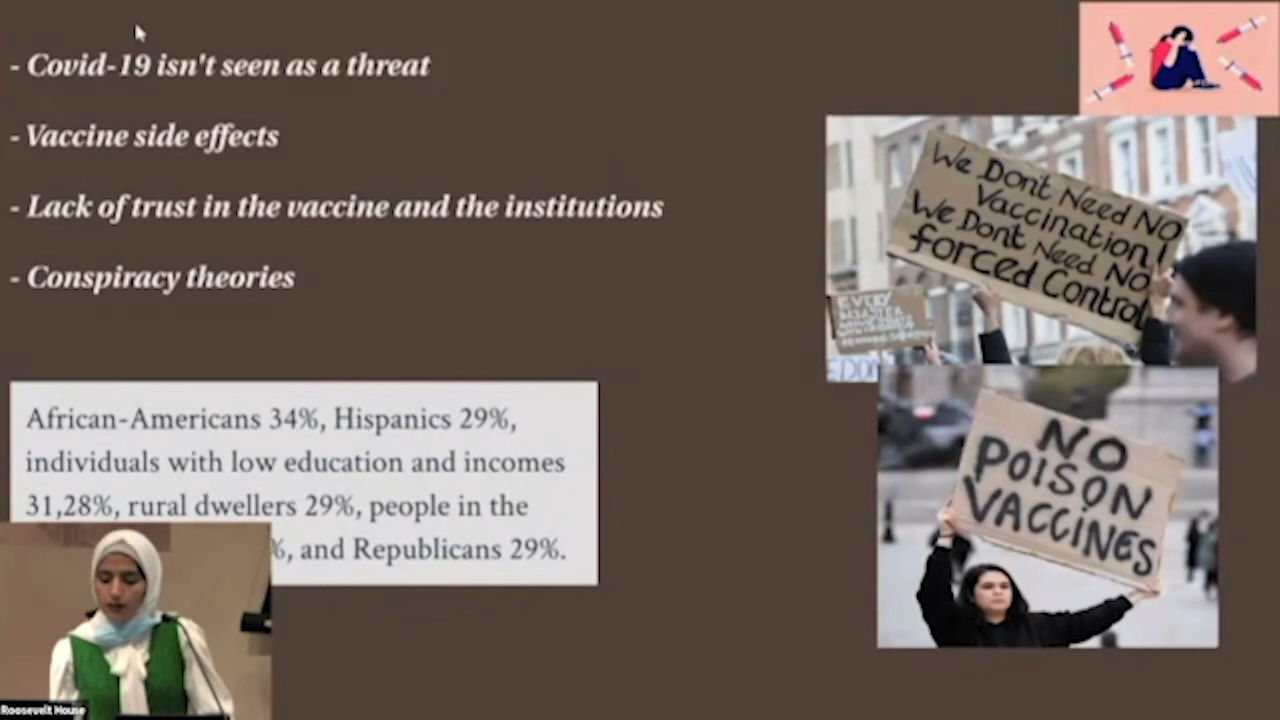 - Covid-19 isn't seen as a threat
- Vaccine side effects
- Lack of trust in the vaccine and the institutions
- Conspiracy theories
We Dont Need NO
Vaccination!
We Dont Need No
forced Control
EVERY
NO
POISON
VACCINES
African-Americans 34%, Hispanics 29%,
individuals with low education and incomes
31,28%, rural dwellers 29%, people in the
%, and Republicans 29%.
Roosevelt House